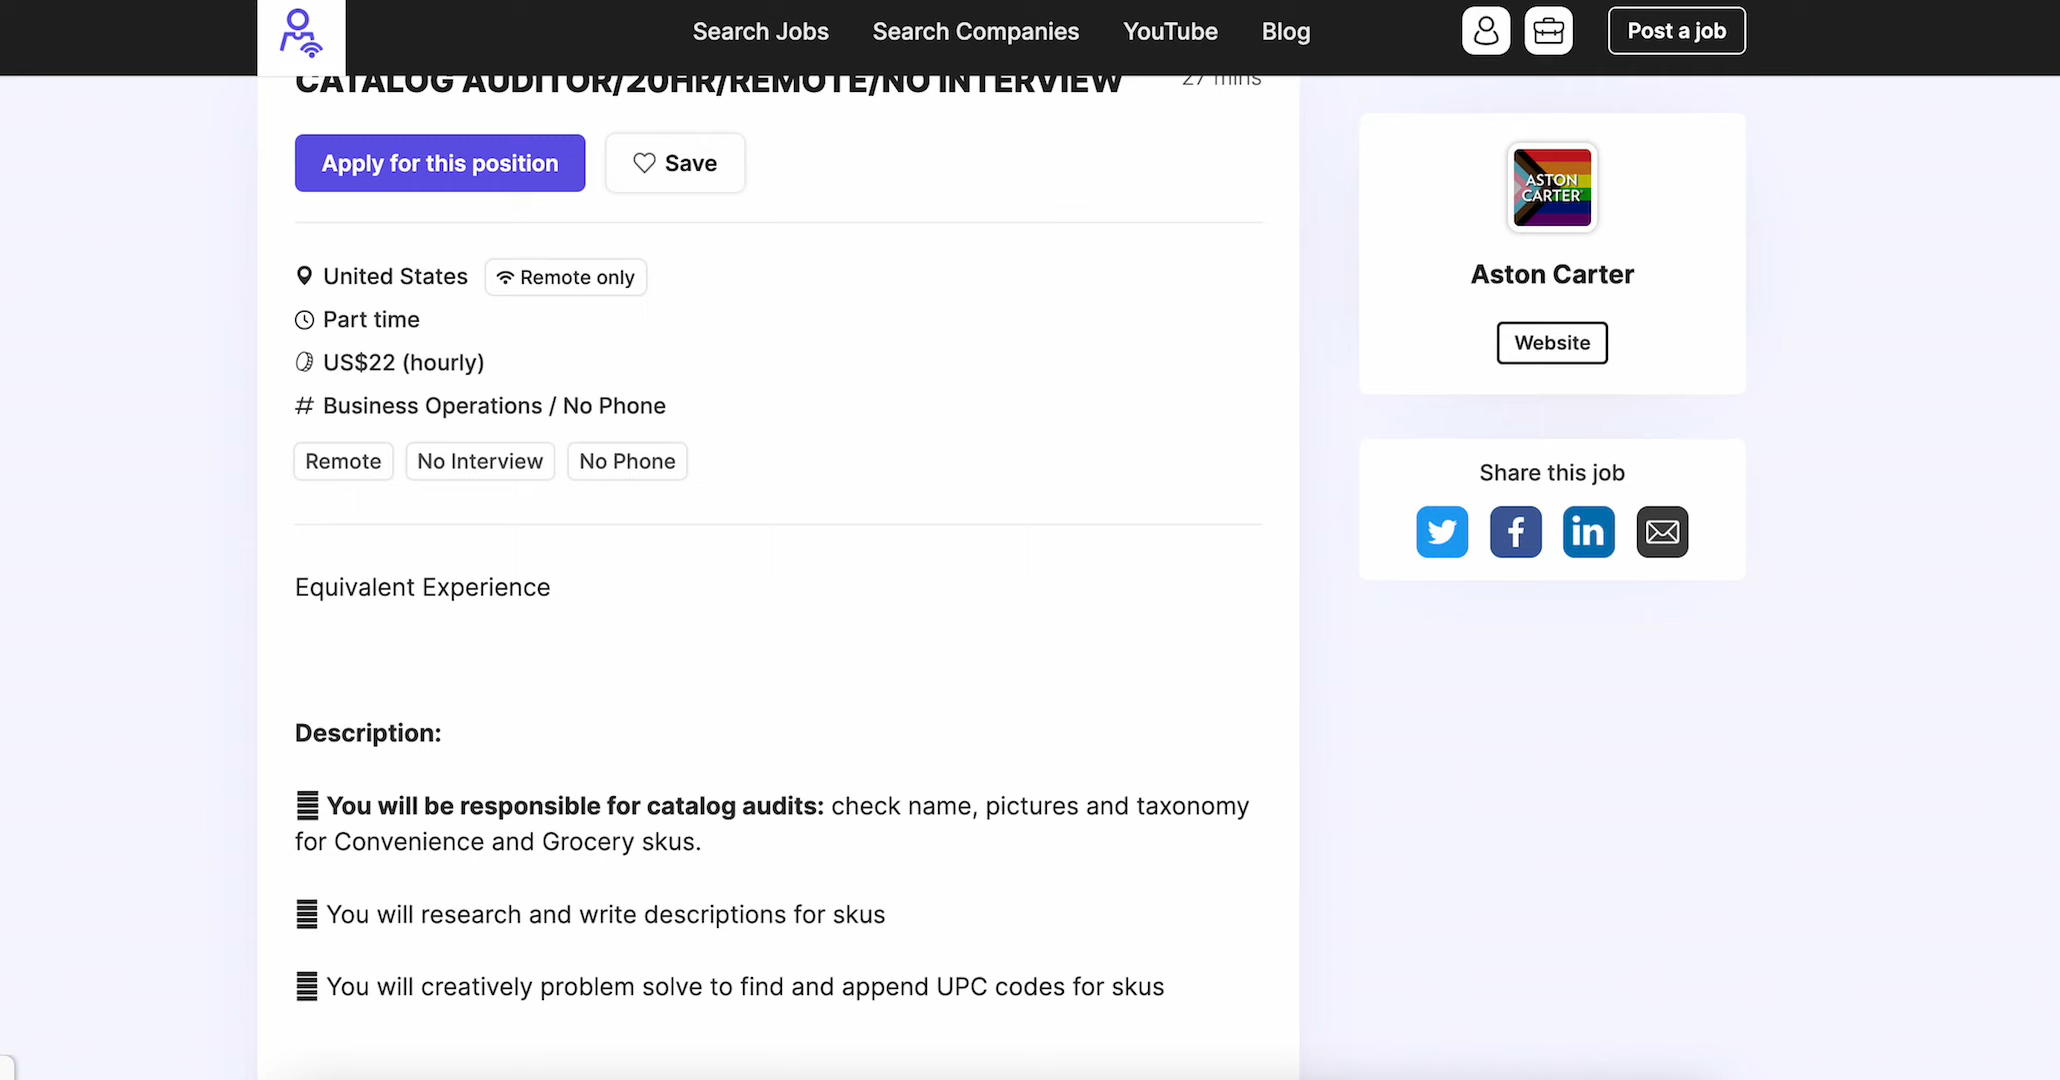 Search Jobs
Search Companies
YouTube
Blog
Post a job
CATALOG AUDITOR/20HR/REMOTE/NO INTERVIEW
27 mins
Apply for this position
Save
United States
Remote only
Part time
US$22 (hourly)
# Business Operations / No Phone
Remote
No Interview
No Phone
Equivalent Experience
Description:
You will be responsible for catalog audits: check name, pictures and taxonomy
for Convenience and Grocery skus.
You will research and write descriptions for skus
You will creatively problem solve to find and append UPC codes for skus
ASTON
CARTER
Aston Carter
Website
Share this job
f
in